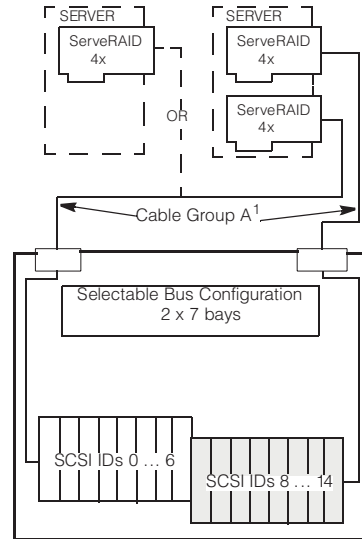 SERVER
ServeRAID
4x
SERVER
ServeRAID
4x
ServeRAID
4x
OR
Cable Group A1
Selectable Bus Configuration
2 x 7 bays
SCSI IDs 0 ... 6
SCSI IDs 8 ... 14